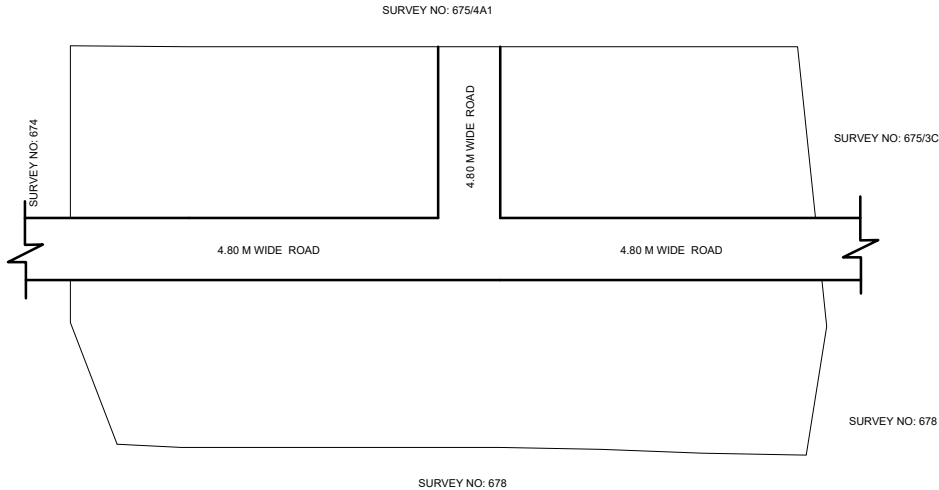 SURVEY NO: 675/4A1
4.80 M WIDE ROAD
SURVEY NO: 674
SURVEY NO: 675/3C
4.80 M WIDE ROAD
4.80 M WIDE ROAD
SURVEY NO: 678
SURVEY NO: 678